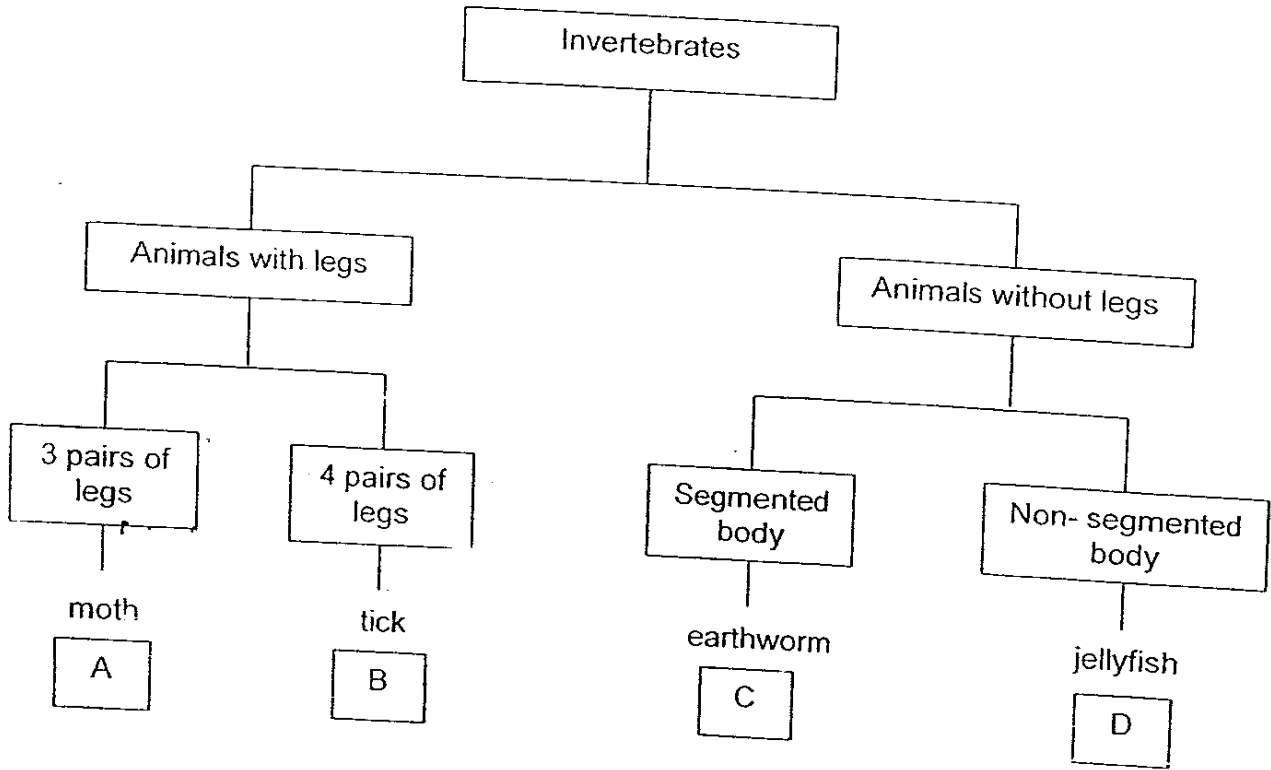 Invertebrates
Animals with legs
Animals without legs
3 pairs of
legs
4 pairs of
legs
Segmented
body
Non- segmented
body
moth
tick
earthworm
jellyfish
A
B
C
D